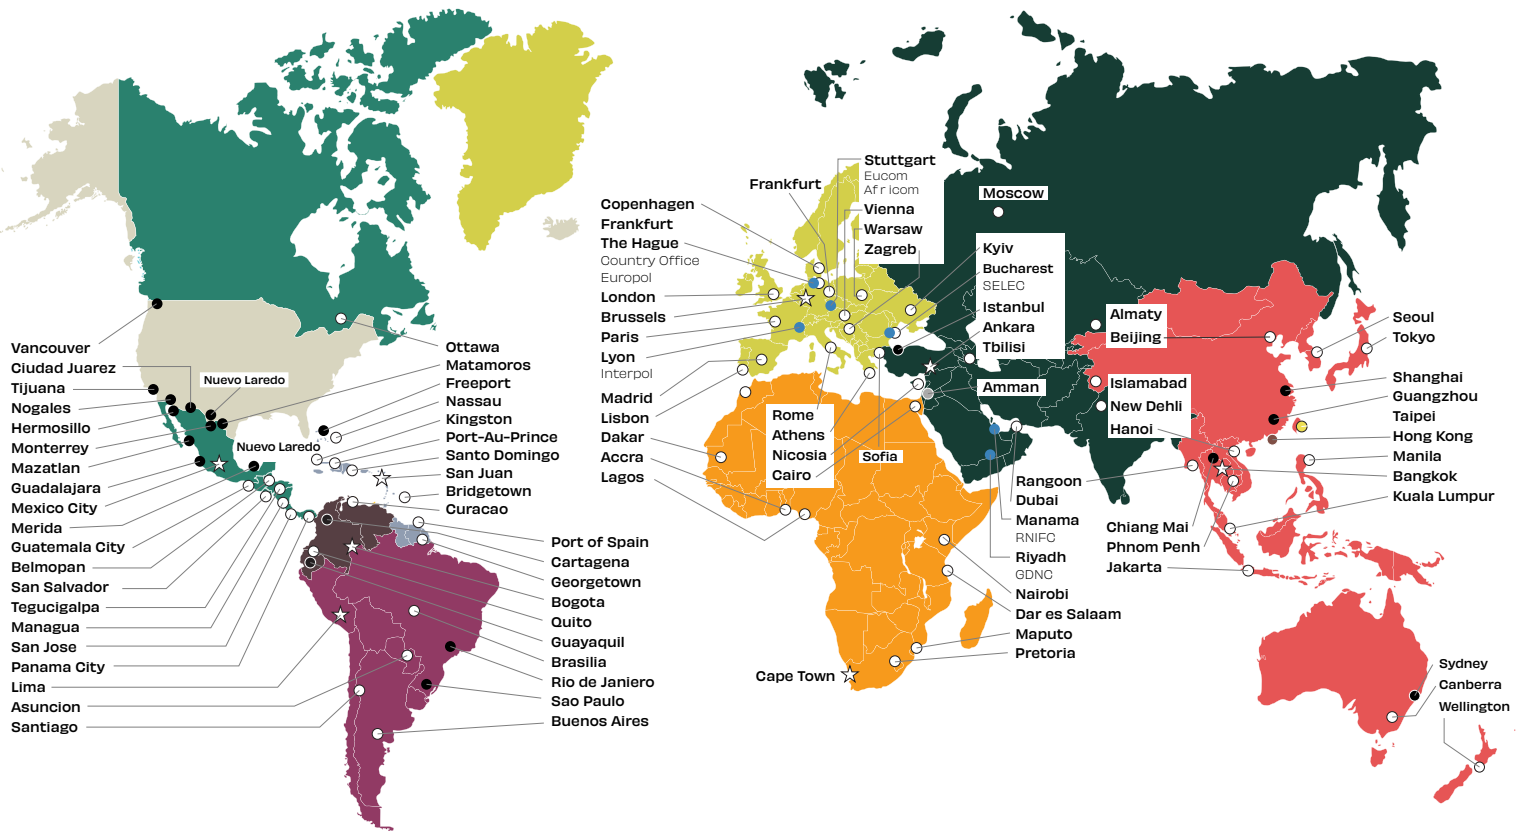 Vancouver
Ciudad Juarez
Tijuana
Nogales
Hermosillo
Monterrey
Mazatlan
Guadalajara
Mexico City
Merida
Guatemala City
Belmopan
San Salvador
Tegucigalpa
Managua
San Jose
Panama City
Lima
Asuncion
Santiago
Nuevo Laredo
Nuevo Laredo
Ottawa
Matamoros
Freeport
Nassau
Kingston
Port-Au-Prince
Santo Domingo
San Juan
Bridgetown
Curacao
Port of Spain
Cartagena
Georgetown
Bogota
Quito
Guayaquil
Brasilia
Rio de Janiero
Sao Paulo
Buenos Aires
Copenhagen
Frankfurt
The Hague
Country Office
Europol
London
Brussels
Paris
Lyon
Interpol
Madrid
Lisbon
Dakar
Accra
Lagos
Frankfurt
Stuttgart
Eucom
Afr icom
Vienna
Warsaw
Zagreb
Rome
Athens
Nicosia
Cairo
Sofia
Cape Town
Moscow
Kyiv
Bucharest
SELEC
Istanbul
Ankara
Tbilisi
Amman
Rangoon
Dubai
Manama
RNIFC
Riyadh
GDNC
Nairobi
Dar es Salaam
Maputo
Pretoria
Almaty
Beijing
Islamabad
New Dehli
Hanoi
Chiang Mai
Phnom Penh
Jakarta
Seoul
Tokyo
Shanghai
Guangzhou
Taipei
Hong Kong
Manila
Bangkok
Kuala Lumpur
Sydney
Canberra
Wellington